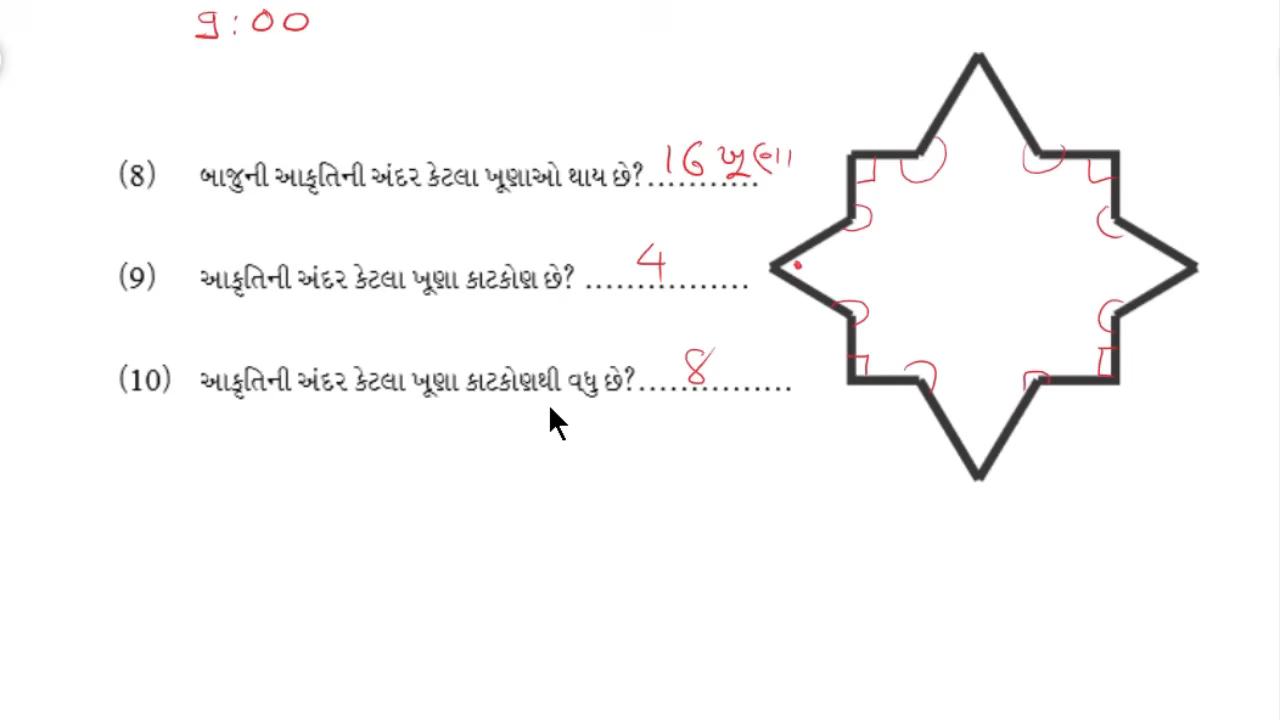 9:00
(8) બાજુની આકૃતિની અંદર કેટલા ખૂણાઓ થાય છે?........... 16 ખૂણા
(9) આકૃતિની અંદર કેટલા ખૂણા કાટકોણ છે? ................ 4
(10) આકૃતિની અંદર કેટલા ખૂણા કાટકોણથી વધુ છે?............... 8